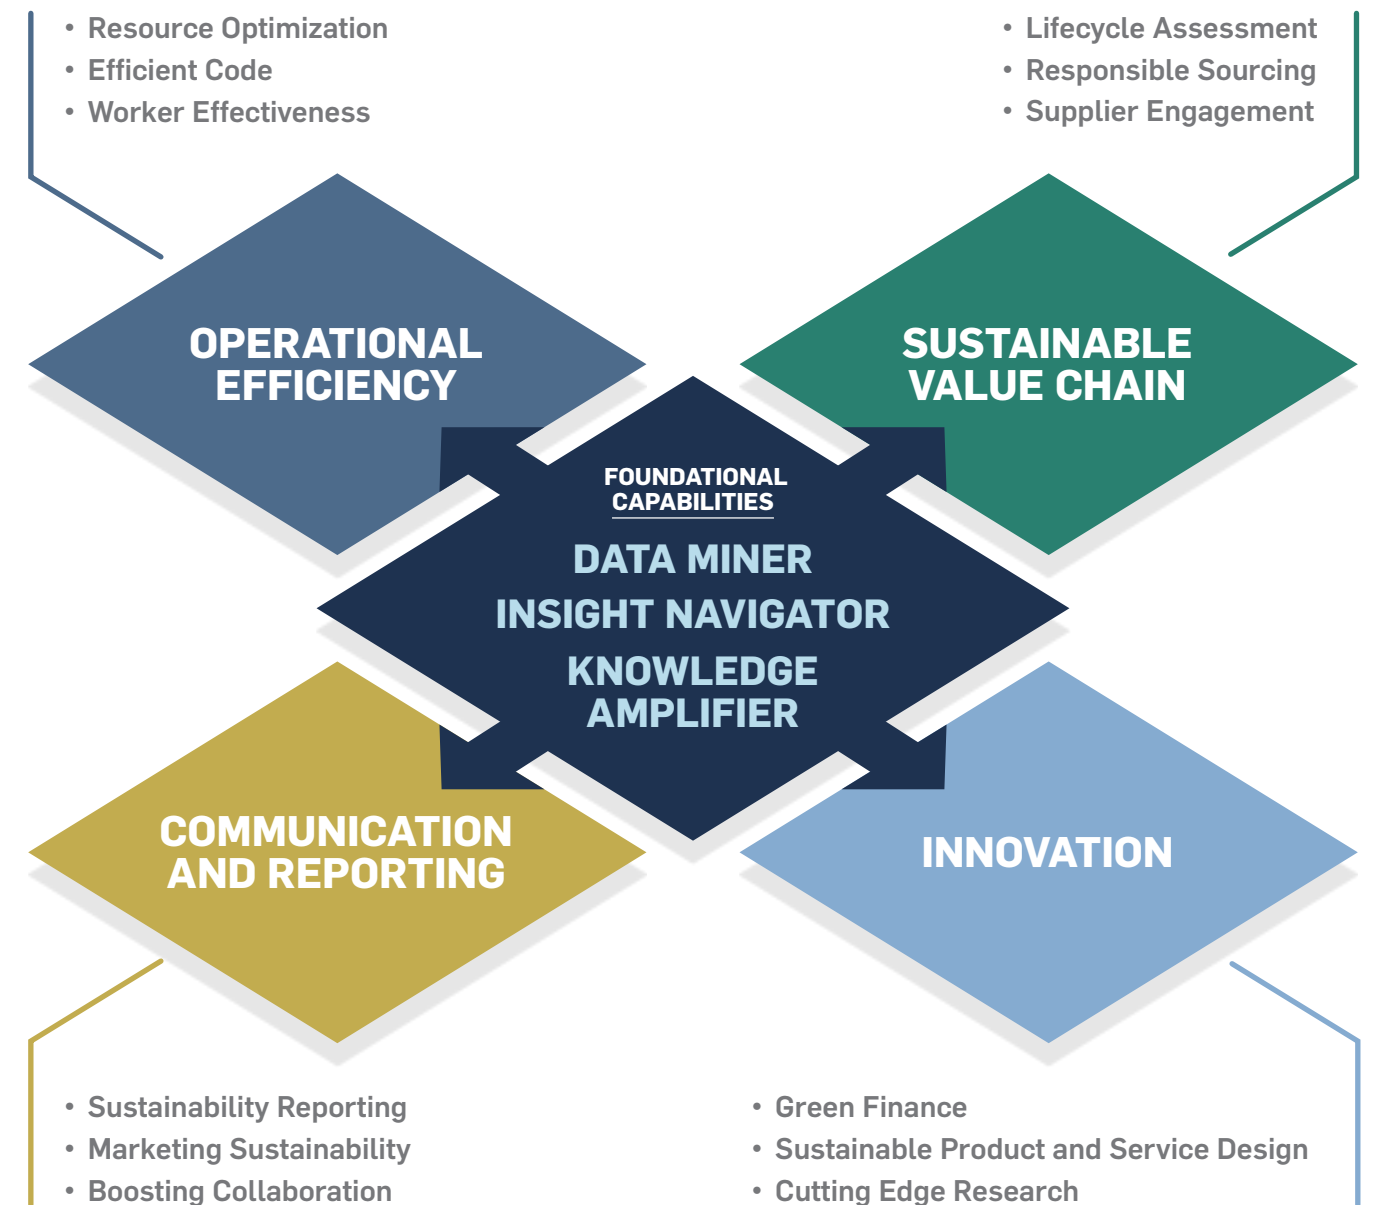 • Resource Optimization
• Efficient Code
• Worker Effectiveness
• Lifecycle Assessment
• Responsible Sourcing
• Supplier Engagement
OPERATIONAL
EFFICIENCY
SUSTAINABLE
VALUE CHAIN
FOUNDATIONAL
CAPABILITIES
DATA MINER
INSIGHT NAVIGATOR
KNOWLEDGE
AMPLIFIER
COMMUNICATION
AND REPORTING
INNOVATION
• Sustainability Reporting
• Marketing Sustainability
• Boosting Collaboration
• Green Finance
• Sustainable Product and Service Design
• Cutting Edge Research